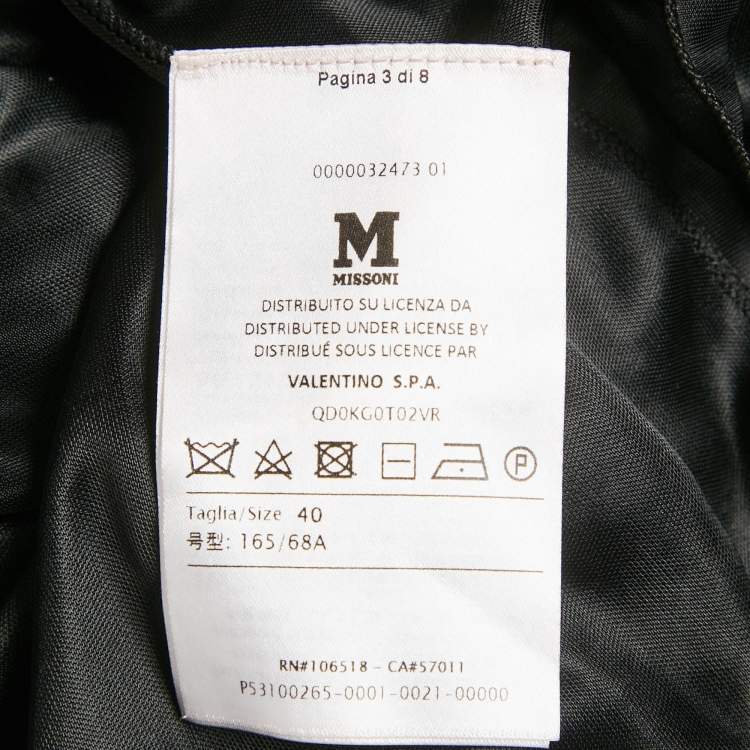 Pagina 3 di 8
0000032473 01
M
MISSONI
DISTRIBUITO SU LICENZA DA
DISTRIBUTED UNDER LICENSE BY
DISTRIBUÉ SOUS LICENCE PAR
VALENTINO S.P.A.
QD0KG0T02VR
P
Taglia/Size 40
号型: 165/68A
RN#106518 - CA#57011
P53100265-0001-0021-00000